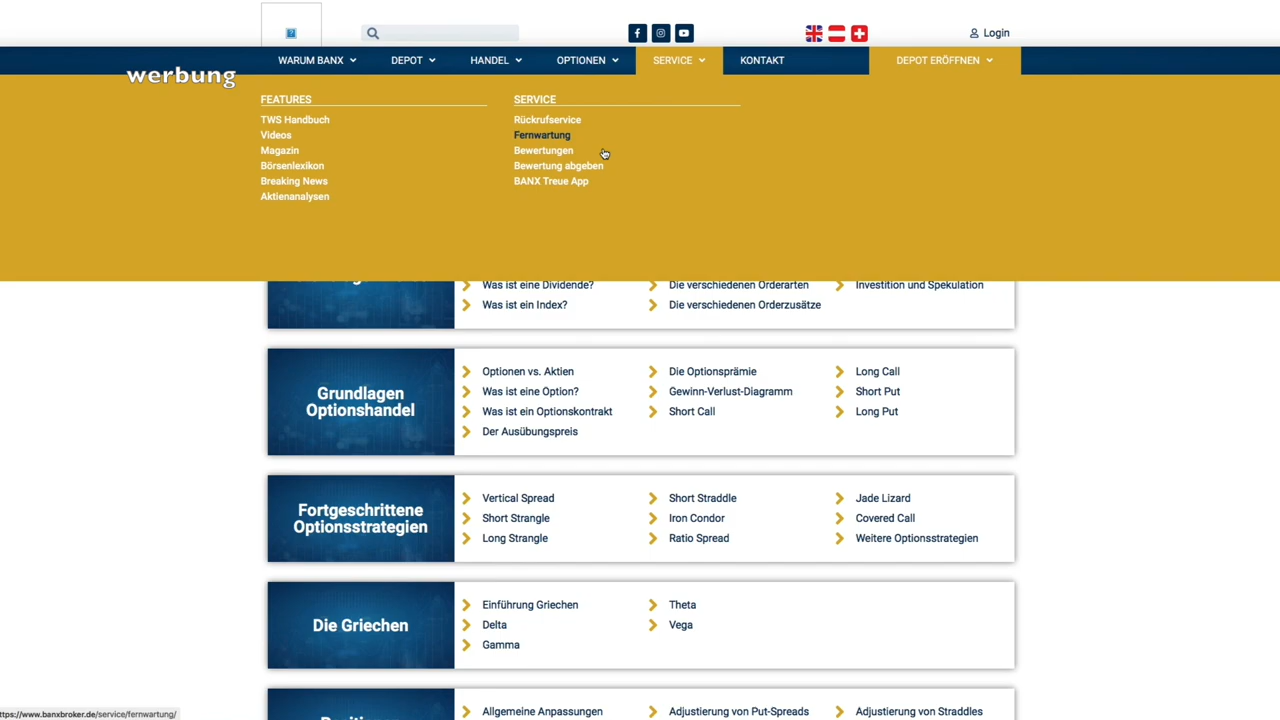 Login
WARUM BANX
DEPOT
HANDEL
OPTIONEN
SERVICE
KONTAKT
DEPOT ERÖFFNEN
werbung
FEATURES
TWS Handbuch
Videos
Magazin
Börsenlexikon
Breaking News
Aktienanalysen
SERVICE
Rückrufservice
Fernwartung
Bewertungen
Bewertung abgeben
BANX Treue App
Was ist eine Dividende?
Was ist ein Index?
Die verschiedenen Orderarten
Die verschiedenen Orderzusätze
Investition und Spekulation
Grundlagen
Optionshandel
Optionen vs. Aktien
Was ist eine Option?
Was ist ein Optionskontrakt
Der Ausübungspreis
Die Optionsprämie
Gewinn-Verlust-Diagramm
Short Call
Long Call
Short Put
Long Put
Fortgeschrittene
Optionsstrategien
Vertical Spread
Short Strangle
Long Strangle
Short Straddle
Iron Condor
Ratio Spread
Jade Lizard
Covered Call
Weitere Optionsstrategien
Die Griechen
Einführung Griechen
Delta
Gamma
Theta
Vega
Allgemeine Anpassungen
Adjustierung von Put-Spreads
Adjustierung von Straddles
ttps://www.banxbroker.de/service/fernwartung/